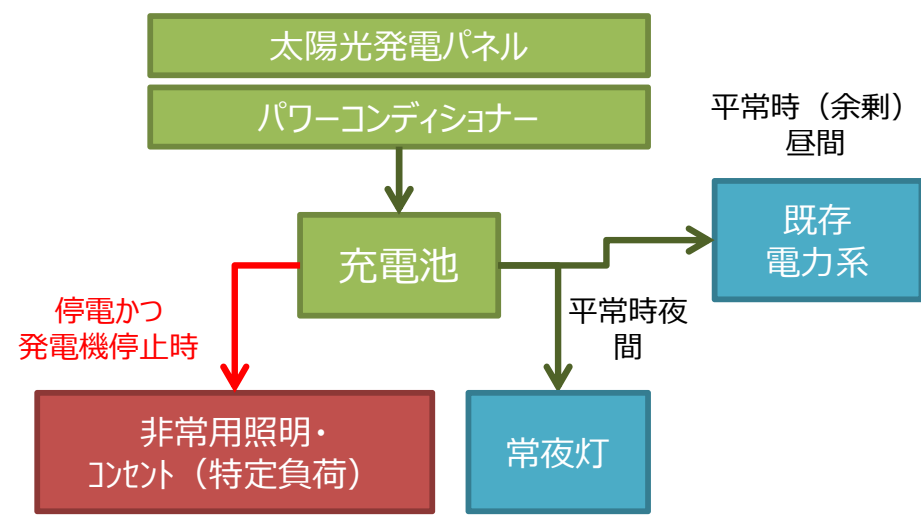 太陽光発電パネル
パワーコンディショナー
平常時（余剰）
昼間
既存
電力系
充電池
停電かつ
発電機停止時
平常時夜
間
非常用照明・
ｺﾝｾﾝﾄ（特定負荷）
常夜灯